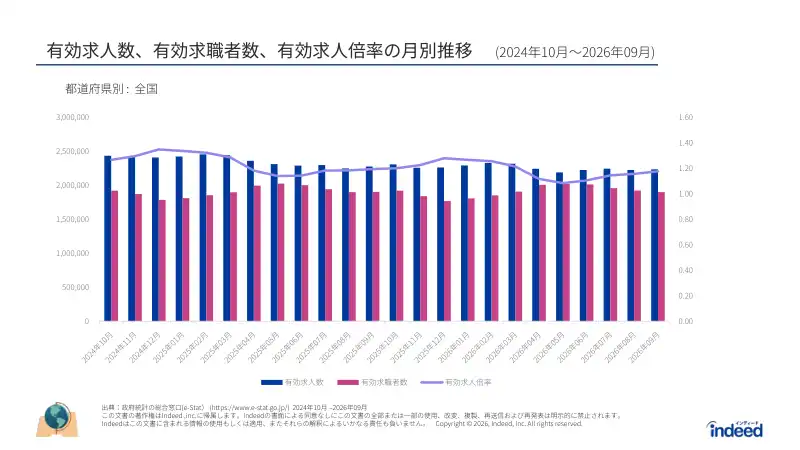 有効求人数、有効求職者数、有効求人倍率の月別推移 (2024年10月～2026年09月)
都道府県別 : 全国
3,000,000
2,500,000
2,000,000
1,500,000
1,000,000
500,000
0
1.60
1.40
1.20
1.00
0.80
0.60
0.40
0.20
0.00
2024年10月
2024年11月
2024年12月
2025年01月
2025年02月
2025年03月
2025年04月
2025年05月
2025年06月
2025年07月
2025年08月
2025年09月
2025年10月
2025年11月
2025年12月
2026年01月
2026年02月
2026年03月
2026年04月
2026年05月
2026年06月
2026年07月
2026年08月
2026年09月
有効求人数 有効求職者数 有効求人倍率
出典：政府統計の総合窓口(e-Stat） (https://www.e-stat.go.jp/) 2024年10月 –2026年09月
この文書の著作権はIndeed ,inc.に帰属します。Indeedの書面による同意なしにこの文書の全部または一部の使用、改変、複製、再送信および再発表は明示的に禁止されます。
Indeedはこの文書に含まれる情報の使用もしくは適用、またそれらの解釈によるいかなる責任も負いません。 Copyright © 2026, Indeed, Inc. All rights reserved.
インディード
indeed